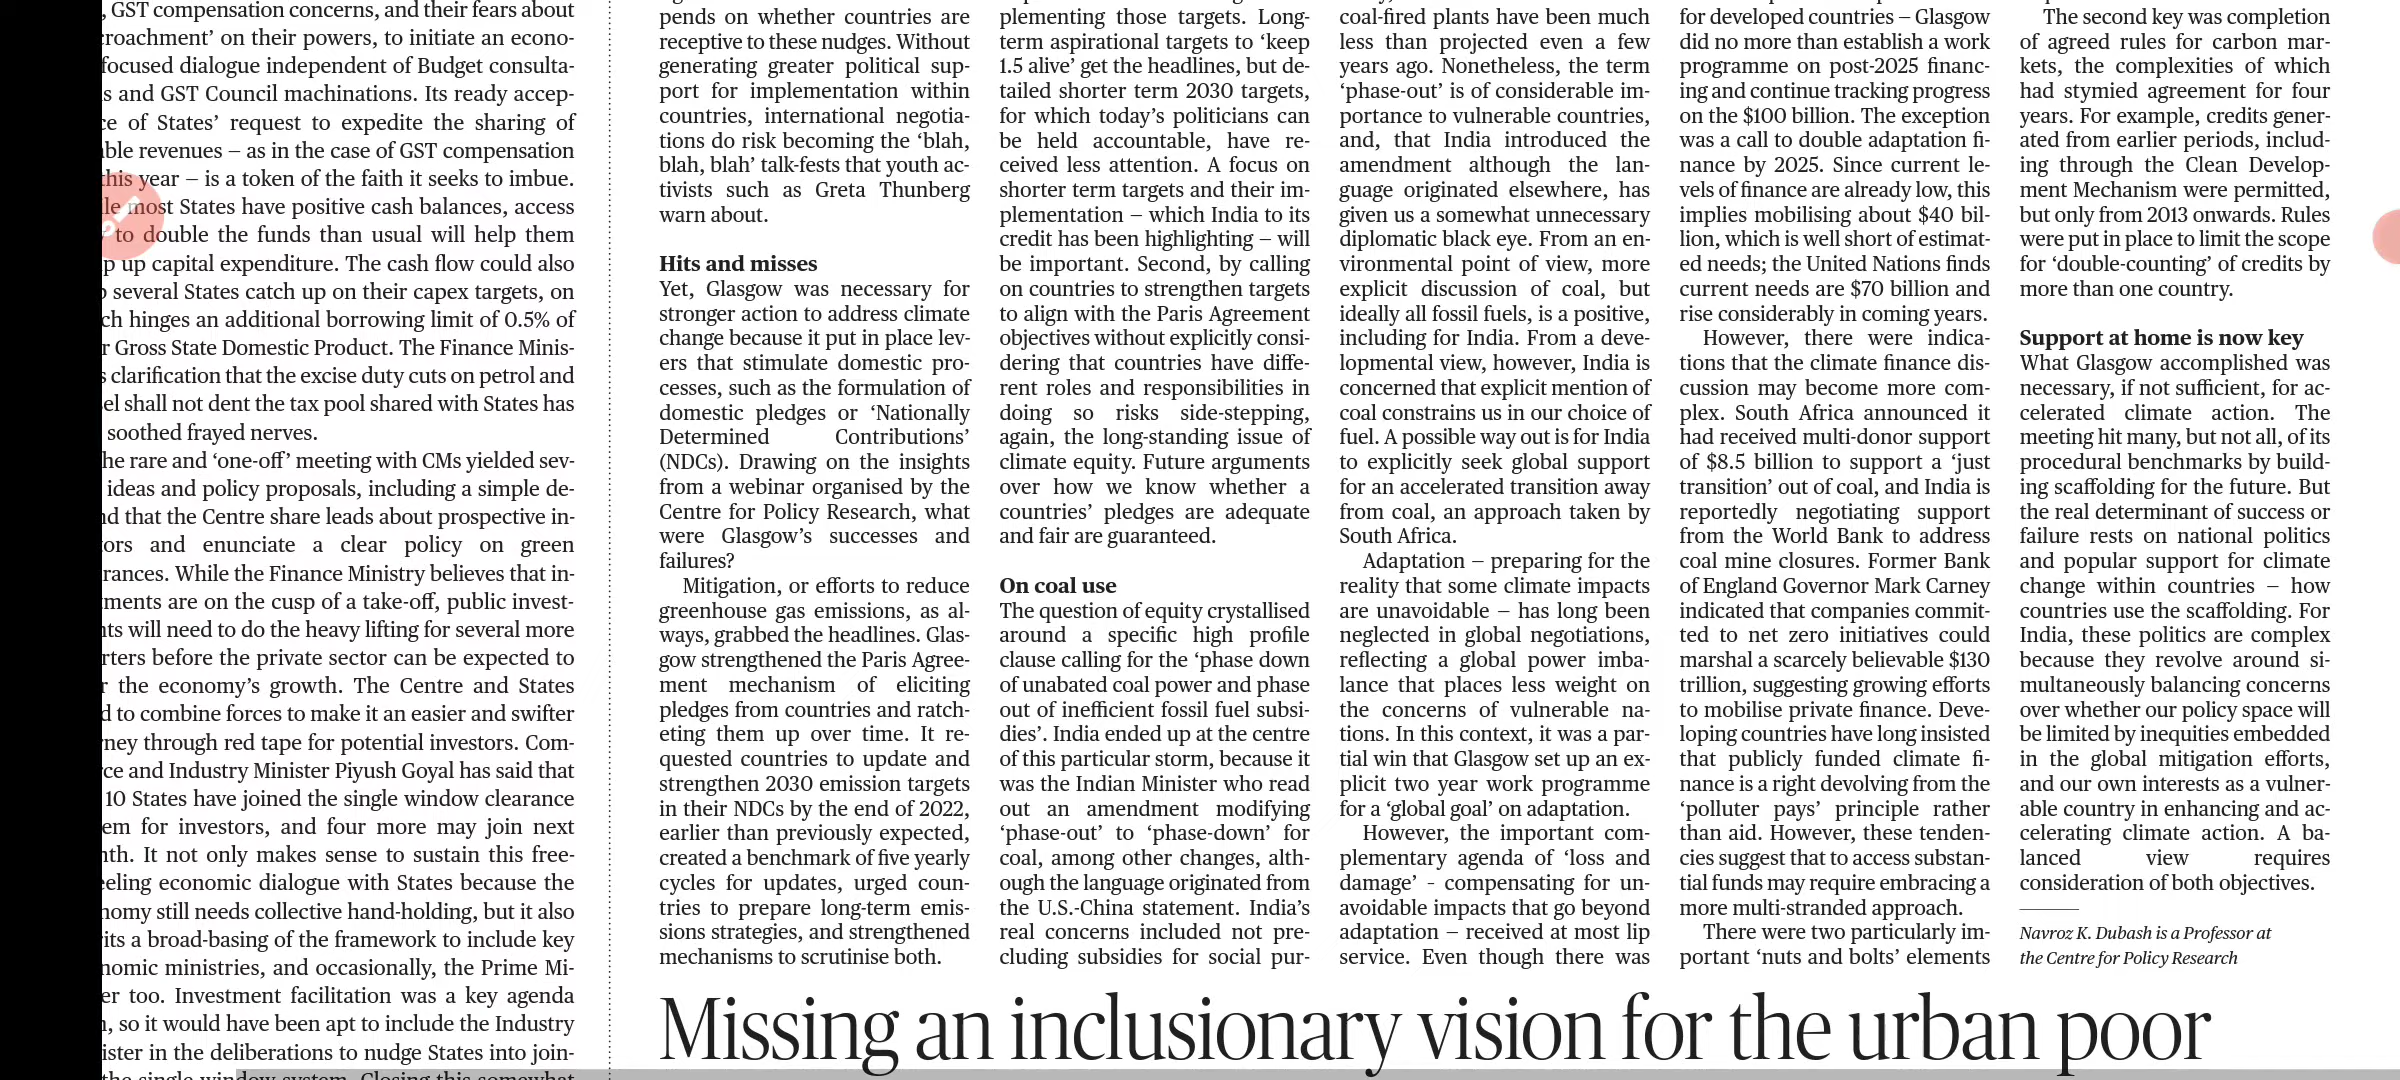 , GST compensation concerns, and their fears about
croachment’ on their powers, to initiate an econo-
focused dialogue independent of Budget consulta-
s and GST Council machinations. Its ready accep-
ce of States’ request to expedite the sharing of
able revenues – as in the case of GST compensation
this year – is a token of the faith it seeks to imbue.
le most States have positive cash balances, access
to double the funds than usual will help them
p up capital expenditure. The cash flow could also
several States catch up on their capex targets, on
ch hinges an additional borrowing limit of 0.5% of
r Gross State Domestic Product. The Finance Minis-
s clarification that the excise duty cuts on petrol and
sel shall not dent the tax pool shared with States has
soothed frayed nerves.
he rare and ‘one-off’ meeting with CMs yielded sev-
ideas and policy proposals, including a simple de-
nd that the Centre share leads about prospective in-
tors and enunciate a clear policy on green
rances. While the Finance Ministry believes that in-
tments are on the cusp of a take-off, public invest-
nts will need to do the heavy lifting for several more
rters before the private sector can be expected to
r the economy’s growth. The Centre and States
d to combine forces to make it an easier and swifter
rney through red tape for potential investors. Com-
rce and Industry Minister Piyush Goyal has said that
10 States have joined the single window clearance
em for investors, and four more may join next
nth. It not only makes sense to sustain this free-
eeling economic dialogue with States because the
nomy still needs collective hand-holding, but it also
its a broad-basing of the framework to include key
nomic ministries, and occasionally, the Prime Mi-
er too. Investment facilitation was a key agenda
, so it would have been apt to include the Industry
ister in the deliberations to nudge States into join-
the single window system. Closing this somewhat
pends on whether countries are
receptive to these nudges. Without
generating greater political sup-
port for implementation within
countries, international negotia-
tions do risk becoming the ‘blah,
blah, blah’ talk-fests that youth ac-
tivists such as Greta Thunberg
warn about.
Hits and misses
Yet, Glasgow was necessary for
stronger action to address climate
change because it put in place lev-
ers that stimulate domestic pro-
cesses, such as the formulation of
domestic pledges or ‘Nationally
Determined Contributions’
(NDCs). Drawing on the insights
from a webinar organised by the
Centre for Policy Research, what
were Glasgow’s successes and
failures?
Mitigation, or efforts to reduce
greenhouse gas emissions, as al-
ways, grabbed the headlines. Glas-
gow strengthened the Paris Agree-
ment mechanism of eliciting
pledges from countries and ratch-
eting them up over time. It re-
quested countries to update and
strengthen 2030 emission targets
in their NDCs by the end of 2022,
earlier than previously expected,
created a benchmark of five yearly
cycles for updates, urged coun-
tries to prepare long-term emis-
sions strategies, and strengthened
mechanisms to scrutinise both.
plementing those targets. Long-
term aspirational targets to ‘keep
1.5 alive’ get the headlines, but de-
tailed shorter term 2030 targets,
for which today’s politicians can
be held accountable, have re-
ceived less attention. A focus on
shorter term targets and their im-
plementation – which India to its
credit has been highlighting – will
be important. Second, by calling
on countries to strengthen targets
to align with the Paris Agreement
objectives without explicitly consi-
dering that countries have diffe-
rent roles and responsibilities in
doing so risks side-stepping,
again, the long-standing issue of
climate equity. Future arguments
over how we know whether a
countries’ pledges are adequate
and fair are guaranteed.
On coal use
The question of equity crystallised
around a specific high profile
clause calling for the ‘phase down
of unabated coal power and phase
out of inefficient fossil fuel subsi-
dies’. India ended up at the centre
of this particular storm, because it
was the Indian Minister who read
out an amendment modifying
‘phase-out’ to ‘phase-down’ for
coal, among other changes, alth-
ough the language originated from
the U.S.-China statement. India’s
real concerns included not pre-
cluding subsidies for social pur-
coal-fired plants have been much
less than projected even a few
years ago. Nonetheless, the term
‘phase-out’ is of considerable im-
portance to vulnerable countries,
and, that India introduced the
amendment although the lan-
guage originated elsewhere, has
given us a somewhat unnecessary
diplomatic black eye. From an en-
vironmental point of view, more
explicit discussion of coal, but
ideally all fossil fuels, is a positive,
including for India. From a deve-
lopmental view, however, India is
concerned that explicit mention of
coal constrains us in our choice of
fuel. A possible way out is for India
to explicitly seek global support
for an accelerated transition away
from coal, an approach taken by
South Africa.
Adaptation – preparing for the
reality that some climate impacts
are unavoidable – has long been
neglected in global negotiations,
reflecting a global power imba-
lance that places less weight on
the concerns of vulnerable na-
tions. In this context, it was a par-
tial win that Glasgow set up an ex-
plicit two year work programme
for a ‘global goal’ on adaptation.
However, the important com-
plementary agenda of ‘loss and
damage’ - compensating for un-
avoidable impacts that go beyond
adaptation – received at most lip
service. Even though there was
for developed countries – Glasgow
did no more than establish a work
programme on post-2025 financ-
ing and continue tracking progress
on the $100 billion. The exception
was a call to double adaptation fi-
nance by 2025. Since current le-
vels of finance are already low, this
implies mobilising about $40 bil-
lion, which is well short of estimat-
ed needs; the United Nations finds
current needs are $70 billion and
rise considerably in coming years.
However, there were indica-
tions that the climate finance dis-
cussion may become more com-
plex. South Africa announced it
had received multi-donor support
of $8.5 billion to support a ‘just
transition’ out of coal, and India is
reportedly negotiating support
from the World Bank to address
coal mine closures. Former Bank
of England Governor Mark Carney
indicated that companies commit-
ted to net zero initiatives could
marshal a scarcely believable $130
trillion, suggesting growing efforts
to mobilise private finance. Deve-
loping countries have long insisted
that publicly funded climate fi-
nance is a right devolving from the
‘polluter pays’ principle rather
than aid. However, these tenden-
cies suggest that to access substan-
tial funds may require embracing a
more multi-stranded approach.
There were two particularly im-
portant ‘nuts and bolts’ elements
The second key was completion
of agreed rules for carbon mar-
kets, the complexities of which
had stymied agreement for four
years. For example, credits gener-
ated from earlier periods, includ-
ing through the Clean Develop-
ment Mechanism were permitted,
but only from 2013 onwards. Rules
were put in place to limit the scope
for ‘double-counting’ of credits by
more than one country.
Support at home is now key
What Glasgow accomplished was
necessary, if not sufficient, for ac-
celerated climate action. The
meeting hit many, but not all, of its
procedural benchmarks by build-
ing scaffolding for the future. But
the real determinant of success or
failure rests on national politics
and popular support for climate
change within countries – how
countries use the scaffolding. For
India, these politics are complex
because they revolve around si-
multaneously balancing concerns
over whether our policy space will
be limited by inequities embedded
in the global mitigation efforts,
and our own interests as a vulner-
able country in enhancing and ac-
celerating climate action. A ba-
lanced view requires
consideration of both objectives.
Navroz K. Dubash is a Professor at
the Centre for Policy Research
Missing an inclusionary vision for the urban poor